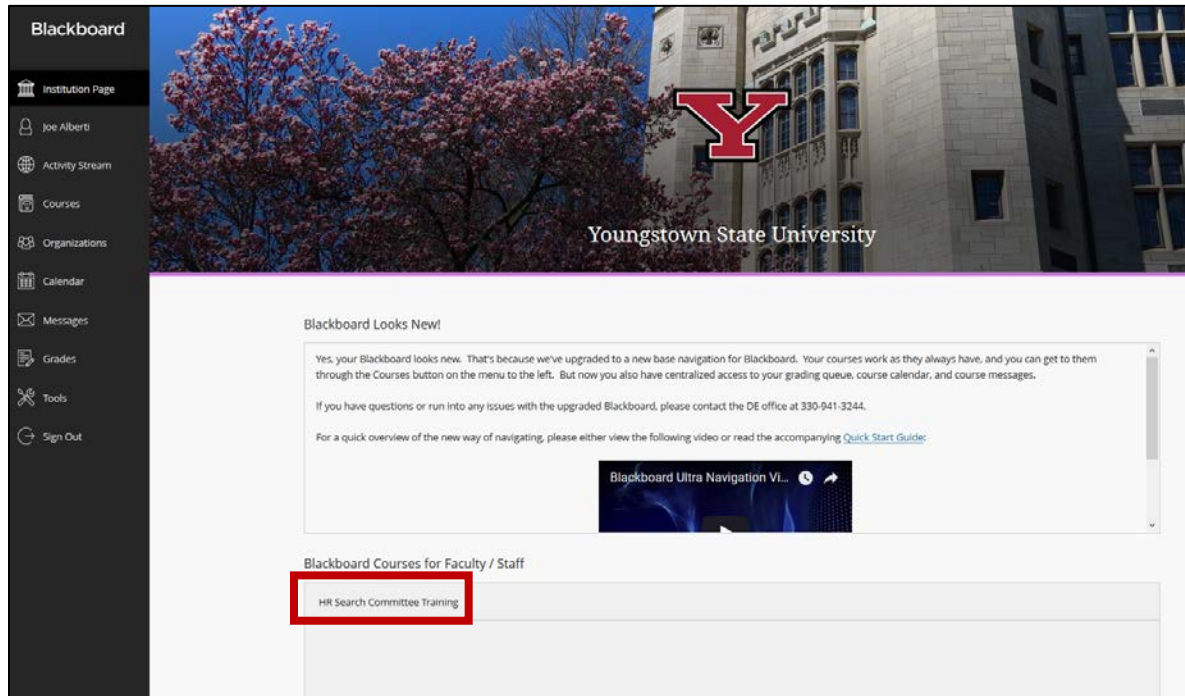 Blackboard
Institution Page
Joe Alberti
Activity Stream
Courses
Organizations
Calendar
Messages
Grades
Tools
Sign Out
Y
Youngstown State University
Blackboard Looks New!
Yes, your Blackboard looks new. That's because we've upgraded to a new base navigation for Blackboard. Your courses work as they always have, and you can get to them
through the Courses button on the menu to the left. But now you also have centralized access to your grading queue, course calendar, and course messages.
If you have questions or run into any issues with the upgraded Blackboard, please contact the DE office at 330-941-3244.
For a quick overview of the new way of navigating, please either view the following video or read the accompanying Quick Start Guide:
Blackboard Ultra Navigation Vi...
Blackboard Courses for Faculty / Staff
HR Search Committee Training